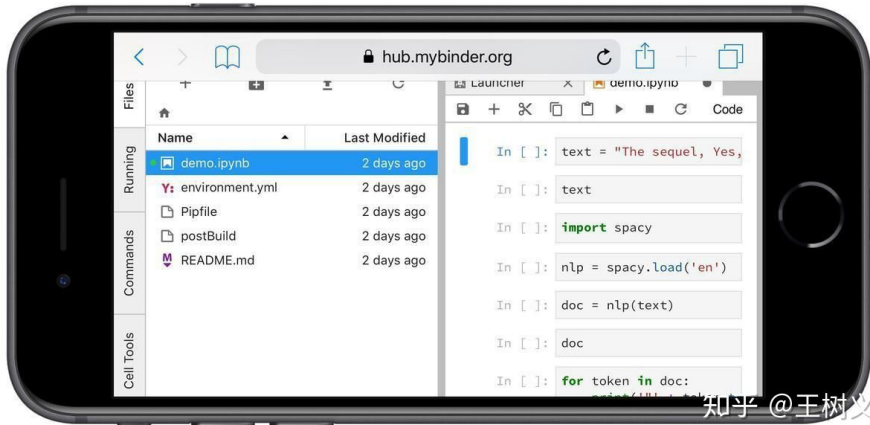 hub.mybinder.org
Files
Running
Commands
Cell Tools
Name
Last Modified
demo.ipynb 2 days ago
Y: environment.yml 2 days ago
Pipfile 2 days ago
postBuild 2 days ago
M README.md 2 days ago
Launcher
demo.ipynb
Code
In [ ]: text = "The sequel, Yes,
In [ ]: text
In [ ]: import spacy
In [ ]: nlp = spacy.load('en')
In [ ]: doc = nlp(text)
In [ ]: doc
In [ ]: for token in doc:
知乎 @王树义